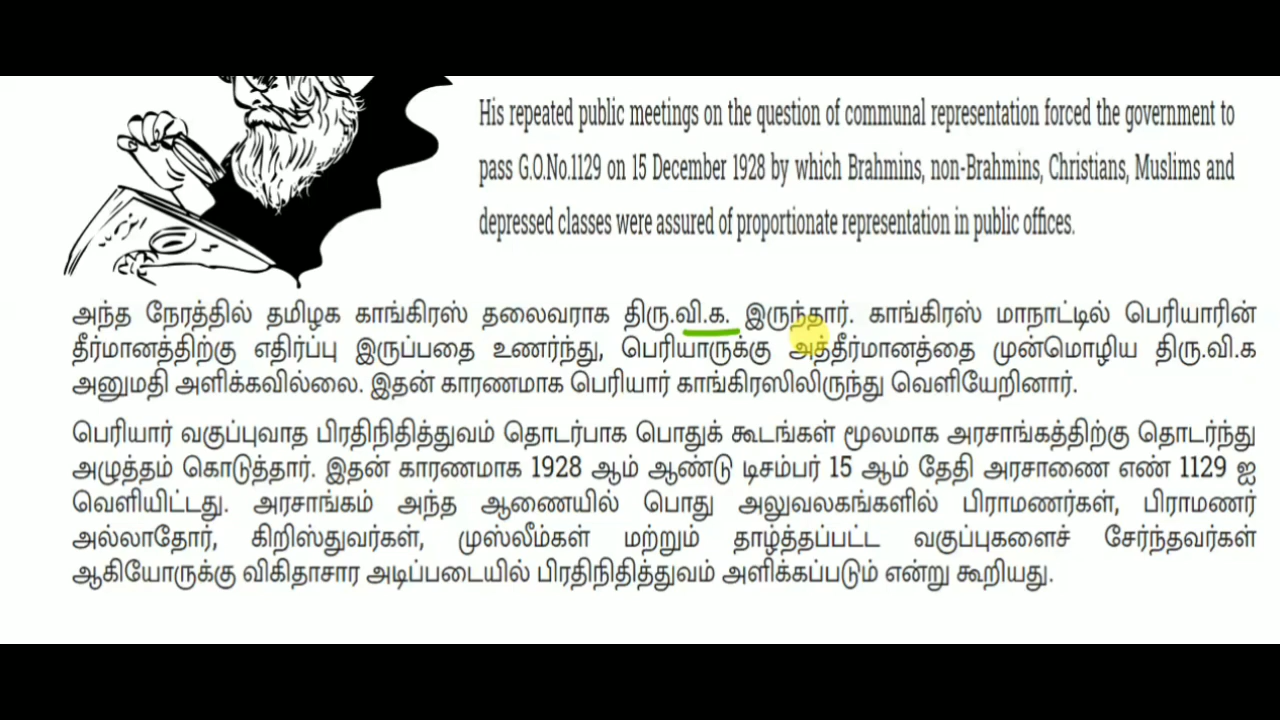 His repeated public meetings on the question of communal representation forced the government to
pass G.O.No.1129 on 15 December 1928 by which Brahmins, non-Brahmins, Christians, Muslims and
depressed classes were assured of proportionate representation in public offices.
அந்த நேரத்தில் தமிழக காங்கிரஸ் தலைவராக திரு.வி.க. இருந்தார். காங்கிரஸ் மாநாட்டில் பெரியாரின்
தீர்மானத்திற்கு எதிர்ப்பு இருப்பதை உணர்ந்து, பெரியாருக்கு அத்தீர்மானத்தை முன்மொழிய திரு.வி.க
அனுமதி அளிக்கவில்லை. இதன் காரணமாக பெரியார் காங்கிரஸிலிருந்து வெளியேறினார்.
பெரியார் வகுப்புவாத பிரதிநிதித்துவம் தொடர்பாக பொதுக் கூடங்கள் மூலமாக அரசாங்கத்திற்கு தொடர்ந்து
அழுத்தம் கொடுத்தார். இதன் காரணமாக 1928 ஆம் ஆண்டு டிசம்பர் 15 ஆம் தேதி அரசாணை எண் 1129 ஐ
வெளியிட்டது. அரசாங்கம் அந்த ஆணையில் பொது அலுவலகங்களில் பிராமணர்கள், பிராமணர்
அல்லாதோர், கிறிஸ்துவர்கள், முஸ்லீம்கள் மற்றும் தாழ்த்தப்பட்ட வகுப்புகளைச் சேர்ந்தவர்கள்
ஆகியோருக்கு விகிதாசார அடிப்படையில் பிரதிநிதித்துவம் அளிக்கப்படும் என்று கூறியது.